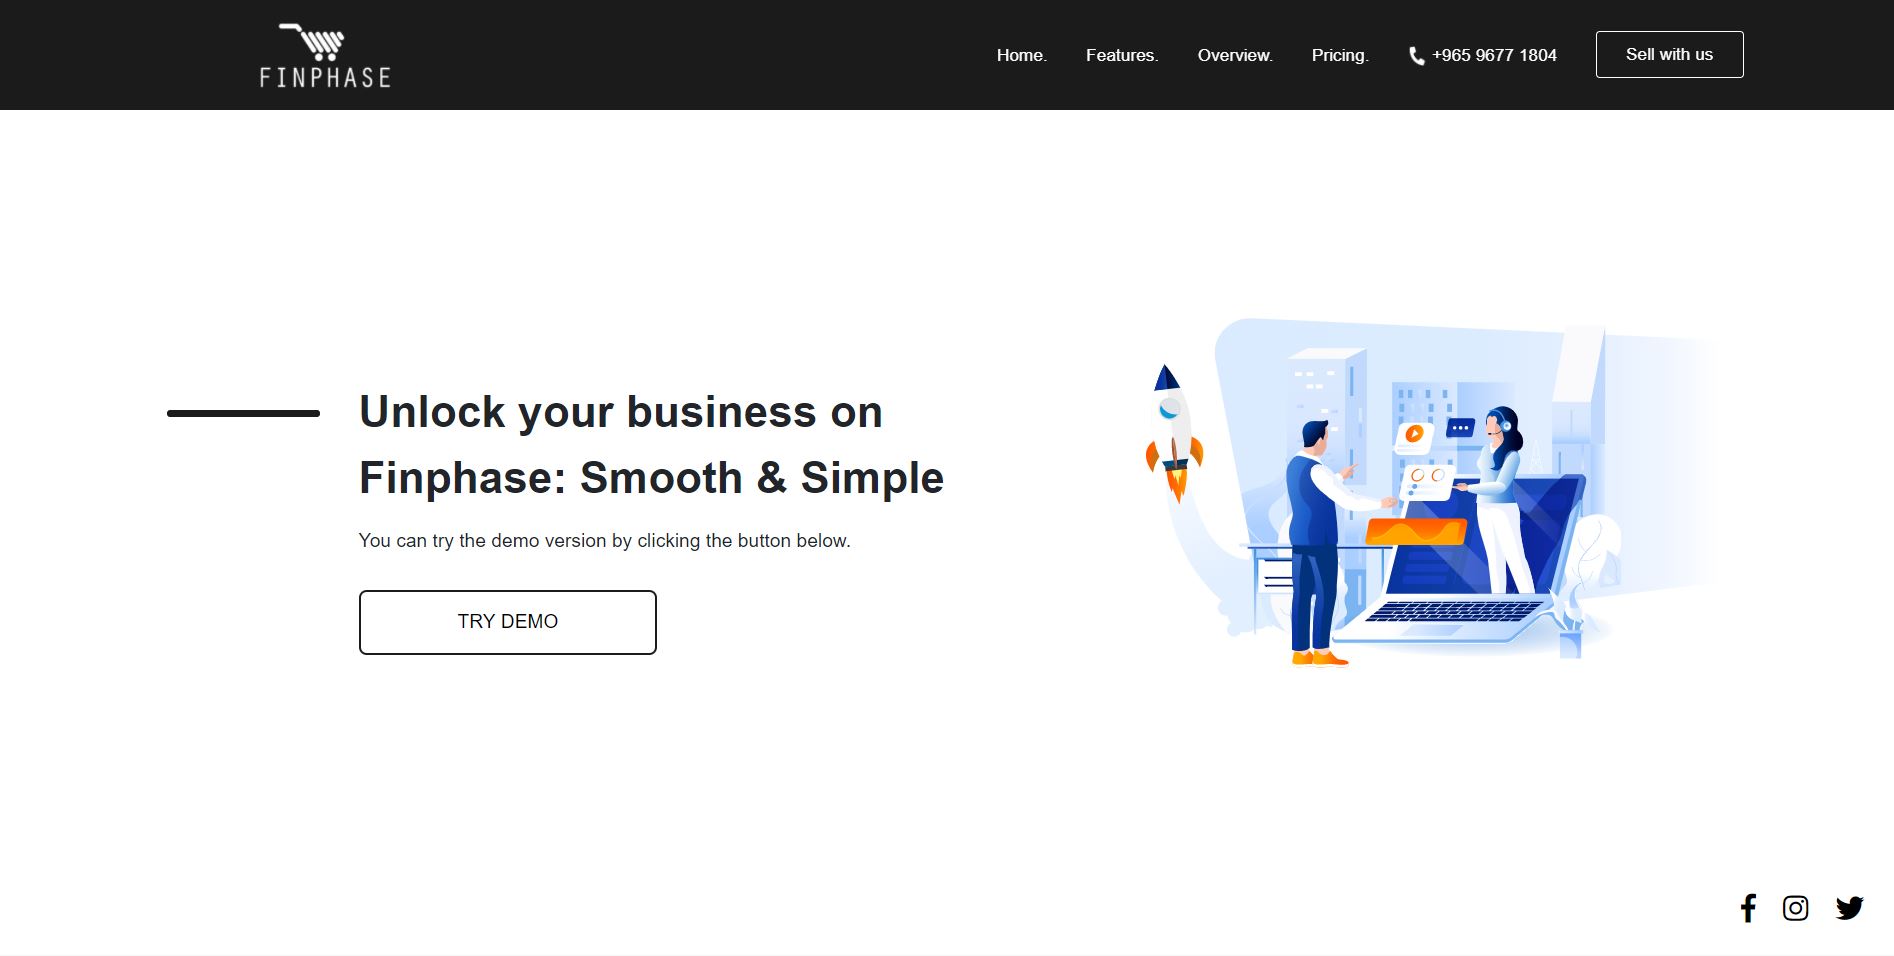 FINPHASE
Home.
Features.
Overview.
Pricing.
+965 9677 1804
Sell with us
Unlock your business on
Finphase: Smooth & Simple
You can try the demo version by clicking the button below.
TRY DEMO